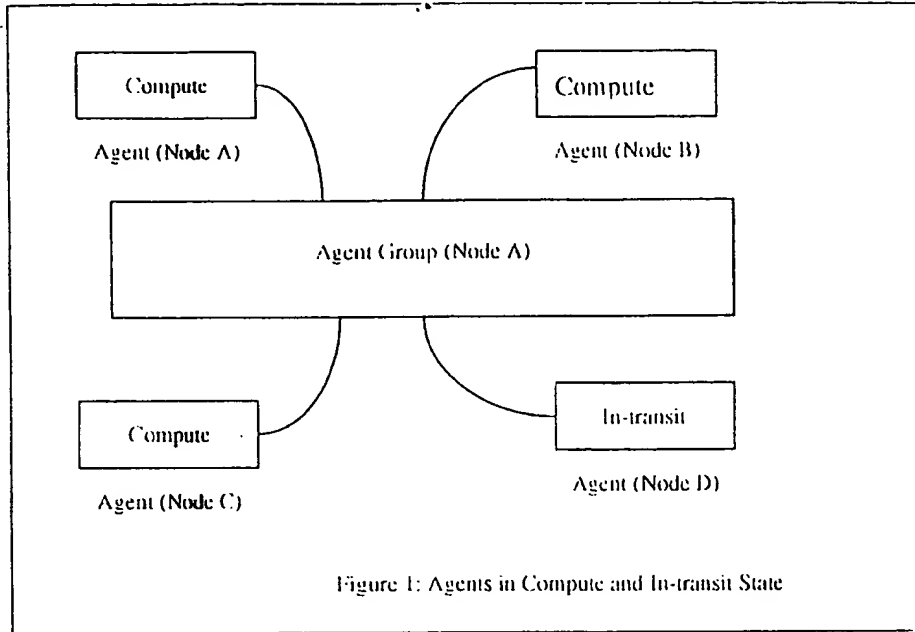 Compute
Compute
Agent (Node A)
Agent (Node B)
Agent Group (Node A)
Compute
In-transit
Agent (Node C)
Agent (Node D)
Figure 1: Agents in Compute and In-transit State